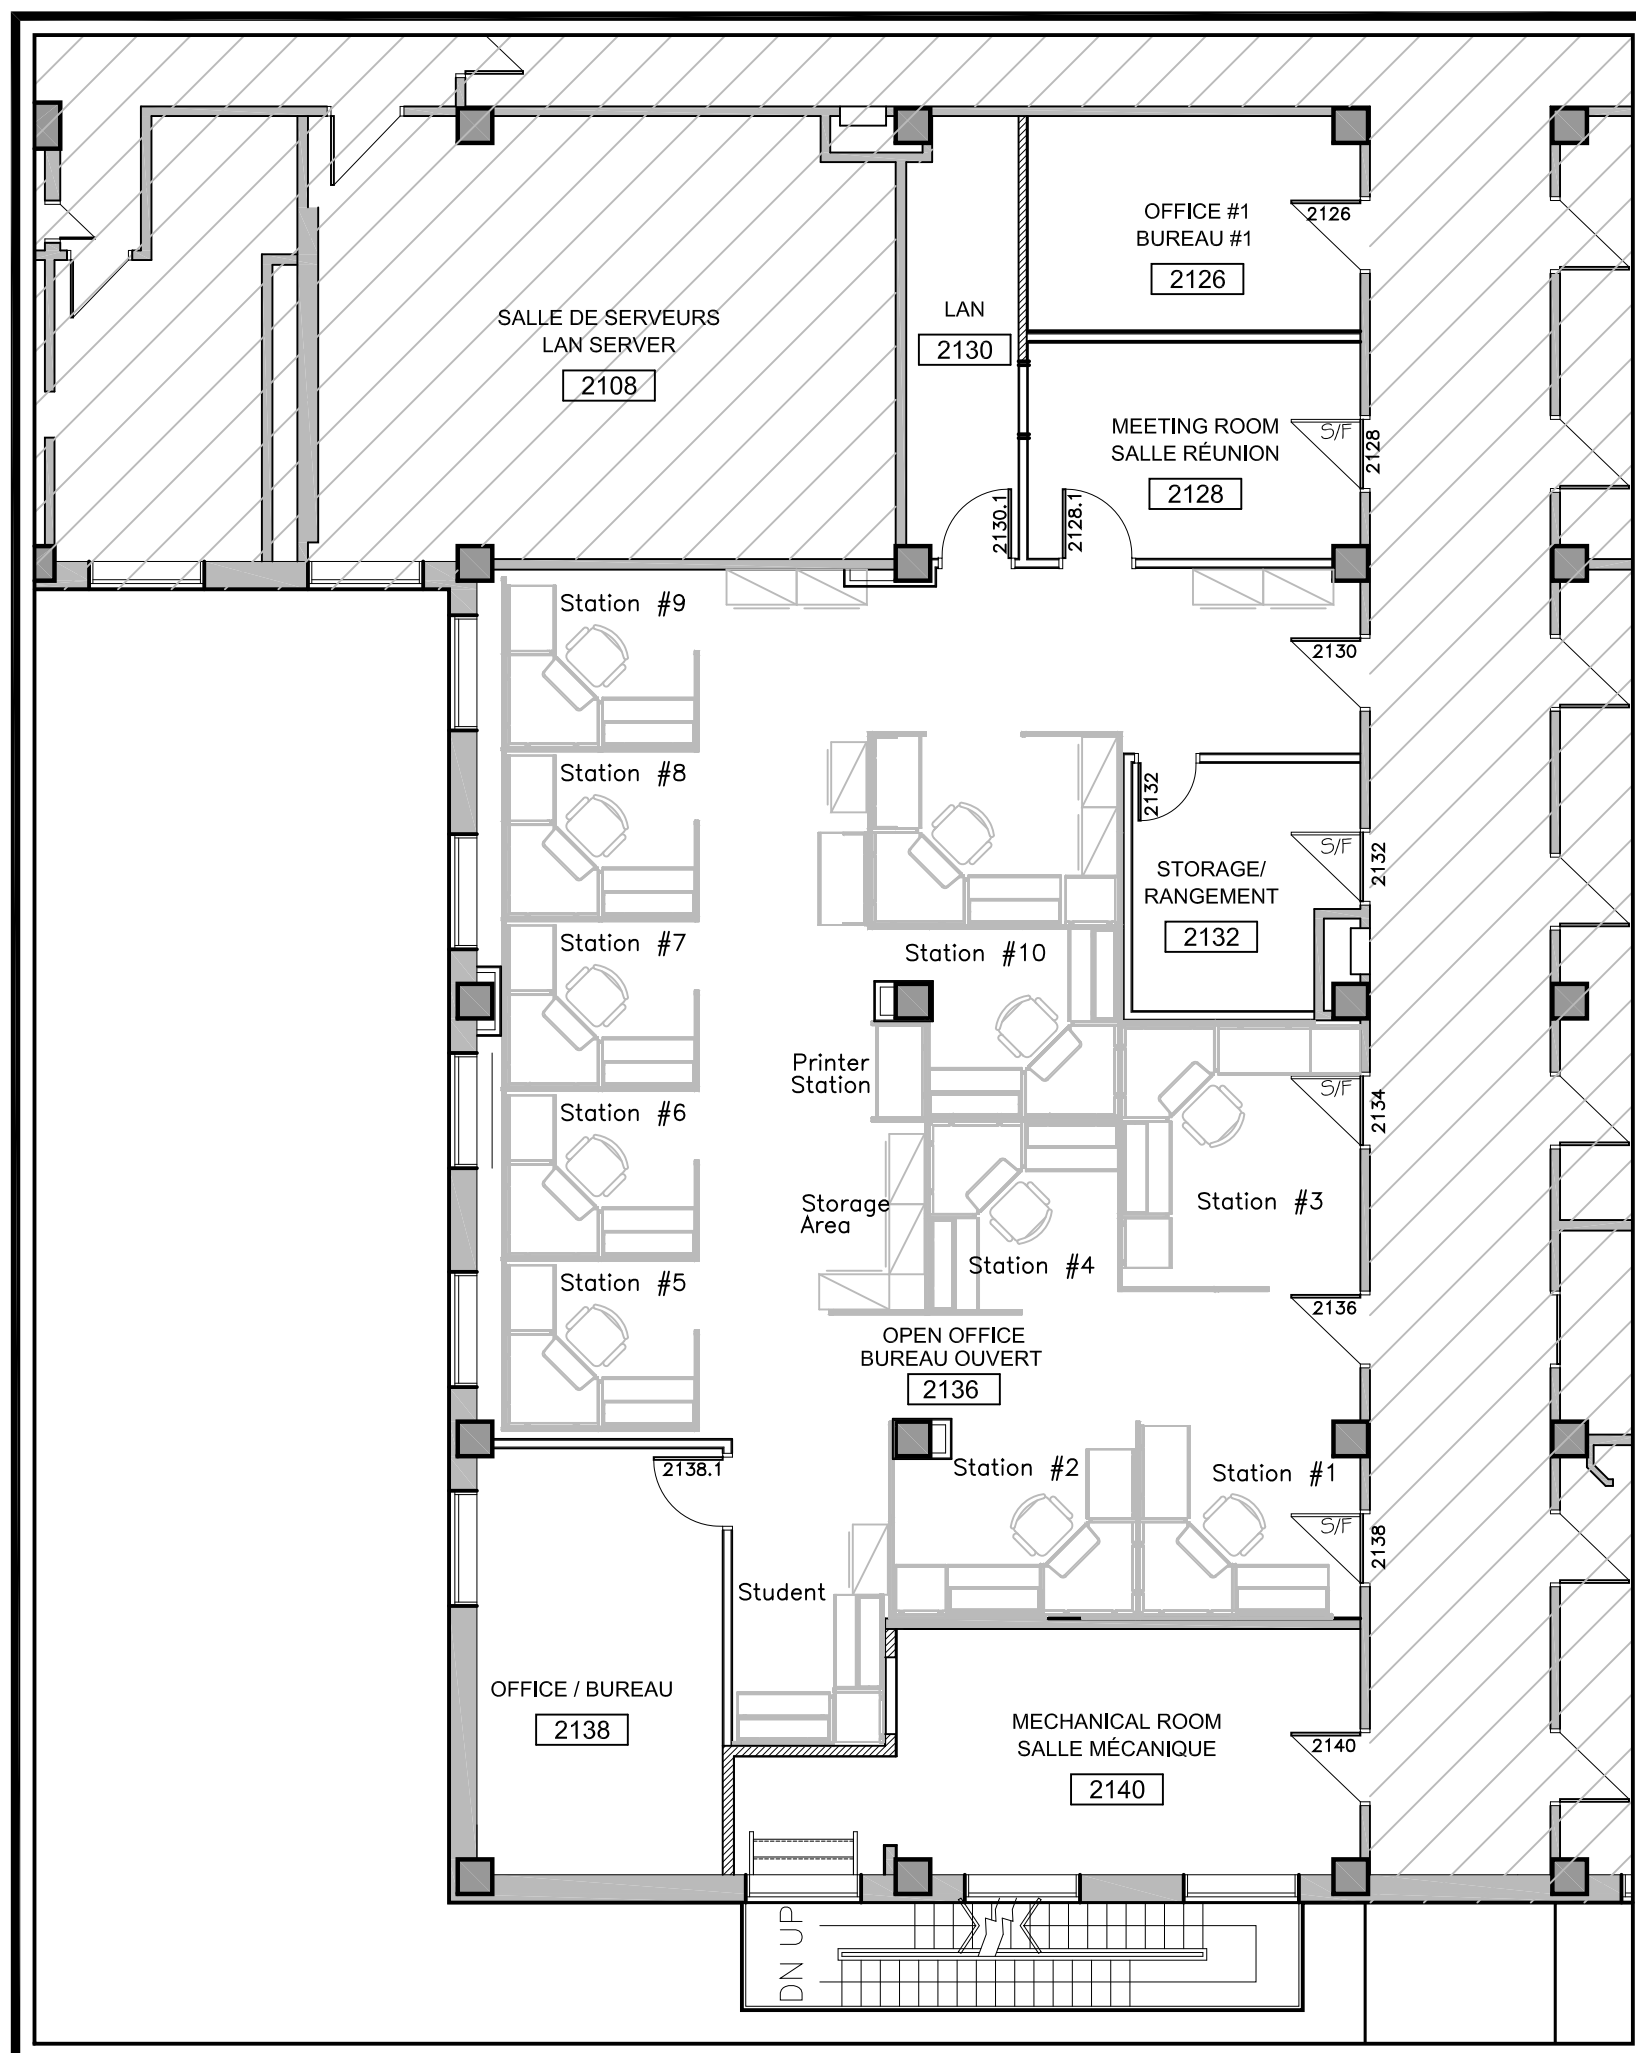 OFFICE #1
BUREAU #1
2126
2126
SALLE DE SERVEURS
LAN SERVER
2108
LAN
2130
MEETING ROOM
SALLE RÉUNION
2128
S/F
2128
2130.1
2128.1
Station #9
2130
Station #8
2132
STORAGE/
RANGEMENT
2132
S/F
2132
Station #7
Station #10
Printer
Station
S/F
2134
Station #6
Storage
Area
Station #3
Station #4
Station #5
2136
OPEN OFFICE
BUREAU OUVERT
2136
2138.1
Station #2
Station #1
S/F
2138
Student
OFFICE / BUREAU
2138
MECHANICAL ROOM
SALLE MÉCANIQUE
2140
2140
DN UP